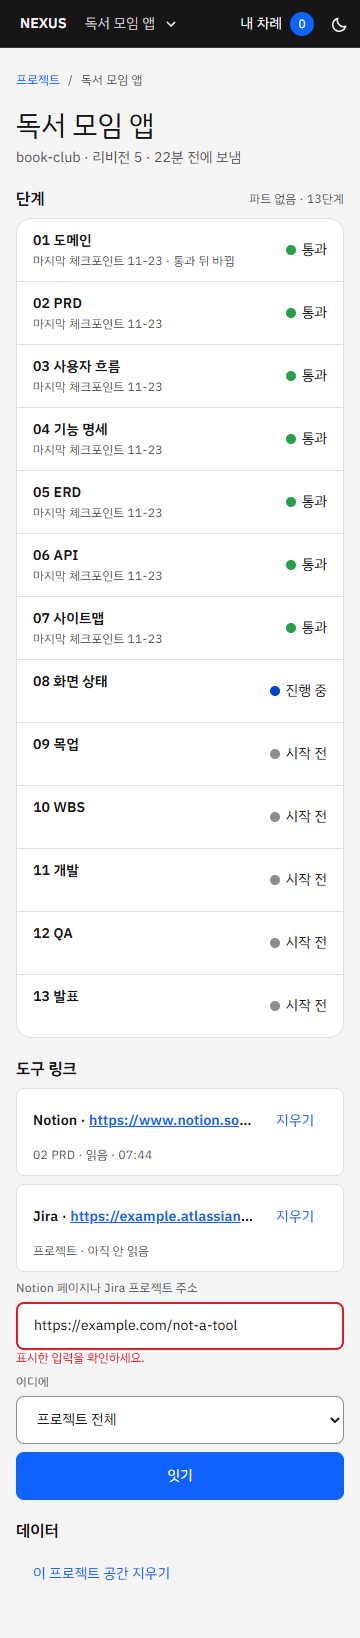 NEXUS 독서 모임 앱 내 차례 0
프로젝트 / 독서 모임 앱
독서 모임 앱
book-club · 리비전 5 · 22분 전에 보냄
단계 파트 없음 · 13단계
01 도메인
마지막 체크포인트 11-23 · 통과 뒤 바뀜
통과
02 PRD
마지막 체크포인트 11-23
통과
03 사용자 흐름
마지막 체크포인트 11-23
통과
04 기능 명세
마지막 체크포인트 11-23
통과
05 ERD
마지막 체크포인트 11-23
통과
06 API
마지막 체크포인트 11-23
통과
07 사이트맵
마지막 체크포인트 11-23
통과
08 화면 상태
진행 중
09 목업
시작 전
10 WBS
시작 전
11 개발
시작 전
12 QA
시작 전
13 발표
시작 전
도구 링크
Notion · https://www.notion.so... 지우기
02 PRD · 읽음 · 07:44
Jira · https://example.atlassian... 지우기
프로젝트 · 아직 안 읽음
Notion 페이지나 Jira 프로젝트 주소
https://example.com/not-a-tool
표시한 입력을 확인하세요.
어디에
프로젝트 전체
잇기
데이터
이 프로젝트 공간 지우기